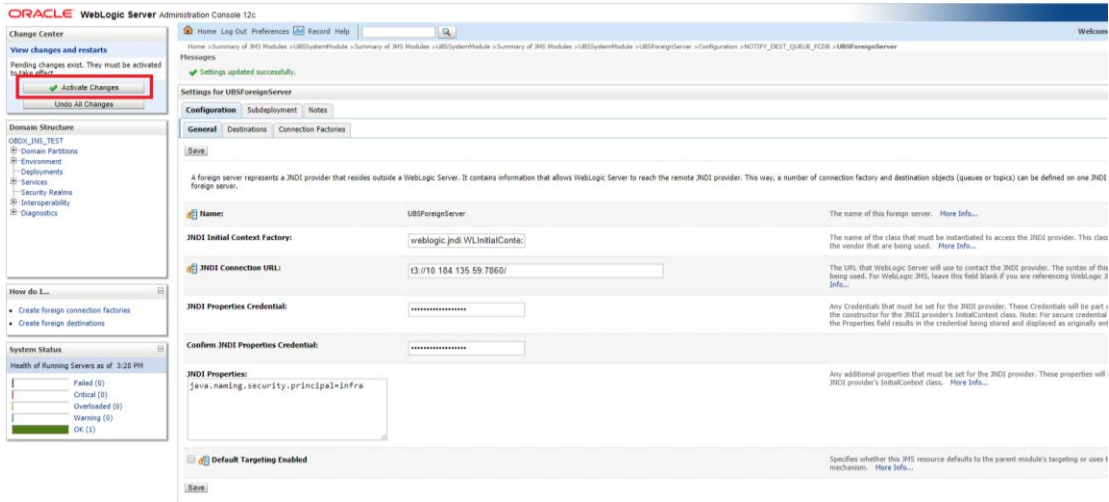 ORACLE WebLogic Server Administration Console 12c
Change Center
View changes and restarts
Pending changes exist. They must be activated to take effect.
Activate Changes
Undo All Changes
Domain Structure
OBDX_INS_TEST
Domain Partitions
Environment
Deployments
Services
Security Realms
Interoperability
Diagnostics
How do I...
Create foreign connection factories
Create foreign destinations
System Status
Health of Running Servers as of 3:20 PM
Failed (0)
Critical (0)
Overloaded (0)
Warning (0)
OK (1)
Home Log Out Preferences Record Help
Welcome
Home >Summary of JMS Modules >UBSSystemModule >Summary of JMS Modules >UBSSystemModule >Summary of JMS Modules >UBSSystemModule >UBSForeignServer >Configuration >NOTIFY_DEST_QUEUE_FCDB >UBSForeignServer
Messages
Settings updated successfully.
Settings for UBSForeignServer
Configuration Subdeployment Notes
General Destinations Connection Factories
Save
A foreign server represents a JNDI provider that resides outside a WebLogic Server. It contains information that allows WebLogic Server to reach the remote JNDI provider. This way, a number of connection factory and destination objects (queues or topics) can be defined on one JNDI
foreign server.
Name: UBSForeignServer The name of this foreign server. More Info...
JNDI Initial Context Factory: weblogic.jndi.WLInitialConte The name of the class that must be instantiated to access the JNDI provider. This class
the vendor that are being used. More Info...
JNDI Connection URL: t3://10.184.135.59:7860/ The URL that WebLogic Server will use to contact the JNDI provider. The syntax of this
being used. For WebLogic JMS, leave this field blank if you are referencing WebLogic
Info...
JNDI Properties Credential: •••••••••••••••••• Any Credentials that must be set for the JNDI provider. These Credentials will be part
the constructor for the JNDI provider's InitialContext class. Note: For secure credential
the Properties field results in the credential being stored and displayed as originally
Confirm JNDI Properties Credential: ••••••••••••••••••
JNDI Properties: Any additional properties that must be set for the JNDI provider. These properties will
JNDI provider's InitialContext class. More Info...
java.naming.security.principal=infra
Default Targeting Enabled Specifies whether this JMS resource defaults to the parent module's targeting or uses
mechanism. More Info...
Save